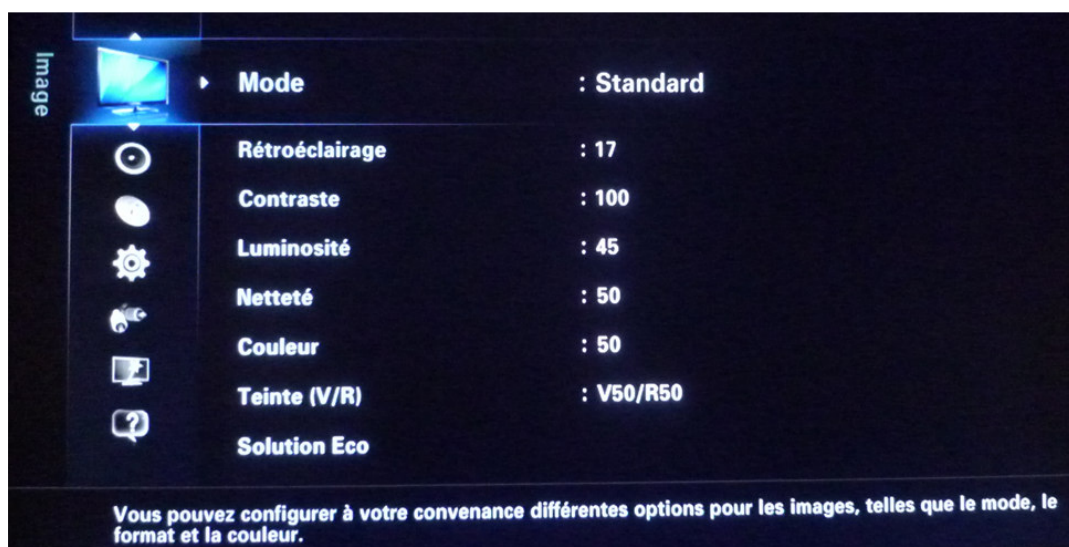 Image
Mode : Standard
Rétroéclairage : 17
Contraste : 100
Luminosité : 45
Netteté : 50
Couleur : 50
Teinte (V/R) : V50/R50
Solution Eco
Vous pouvez configurer à votre convenance différentes options pour les images, telles que le mode, le
format et la couleur.